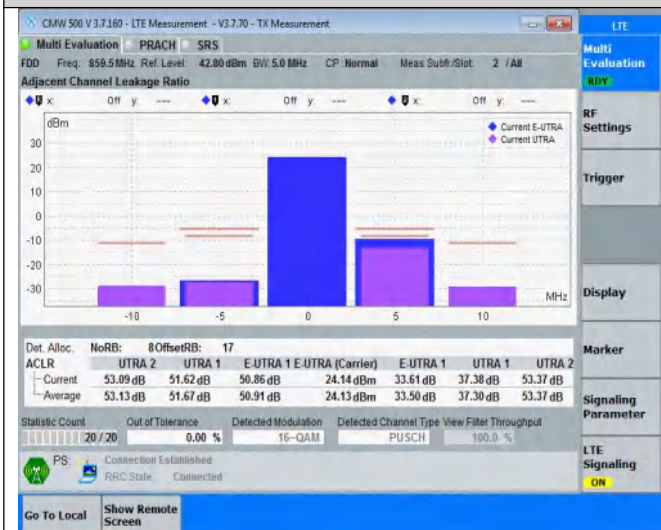 CMW 500 V 3.7.160 - LTE Measurement - V3.7.70 - TX Measurement
LTE
Multi Evaluation PRACH SRS
Multi Evaluation
RDY
FDD Freq: 859.5 MHz Ref. Level: 42.80 dBm BW: 5.0 MHz CP: Normal Meas Subfr./Slot: 2 / All
Adjacent Channel Leakage Ratio
x: Off y: --- x: Off y: --- x: Off y: ---
dBm
Current E-UTRA
Current UTRA
RF Settings
Trigger
30
20
10
0
-10
-20
-30
MHz
-10 -5 0 5 10
Display
Det. Alloc. NoRB: 8 OffsetRB: 17
Marker
ACLR UTRA 2 UTRA 1 E-UTRA 1 E-UTRA (Carrier) E-UTRA 1 UTRA 1 UTRA 2
Current 53.09 dB 51.62 dB 50.86 dB 24.14 dBm 33.61 dB 37.38 dB 53.37 dB
Average 53.13 dB 51.67 dB 50.91 dB 24.13 dBm 33.50 dB 37.30 dB 53.37 dB
Signaling Parameter
Statistic Count Out of Tolerance Detected Modulation Detected Channel Type View Filter Throughput
20 / 20 0.00 % 16-QAM PUSCH 100.0 %
PS: Connection Established
RRC State: Connected
LTE Signaling
ON
Go To Local
Show Remote Screen